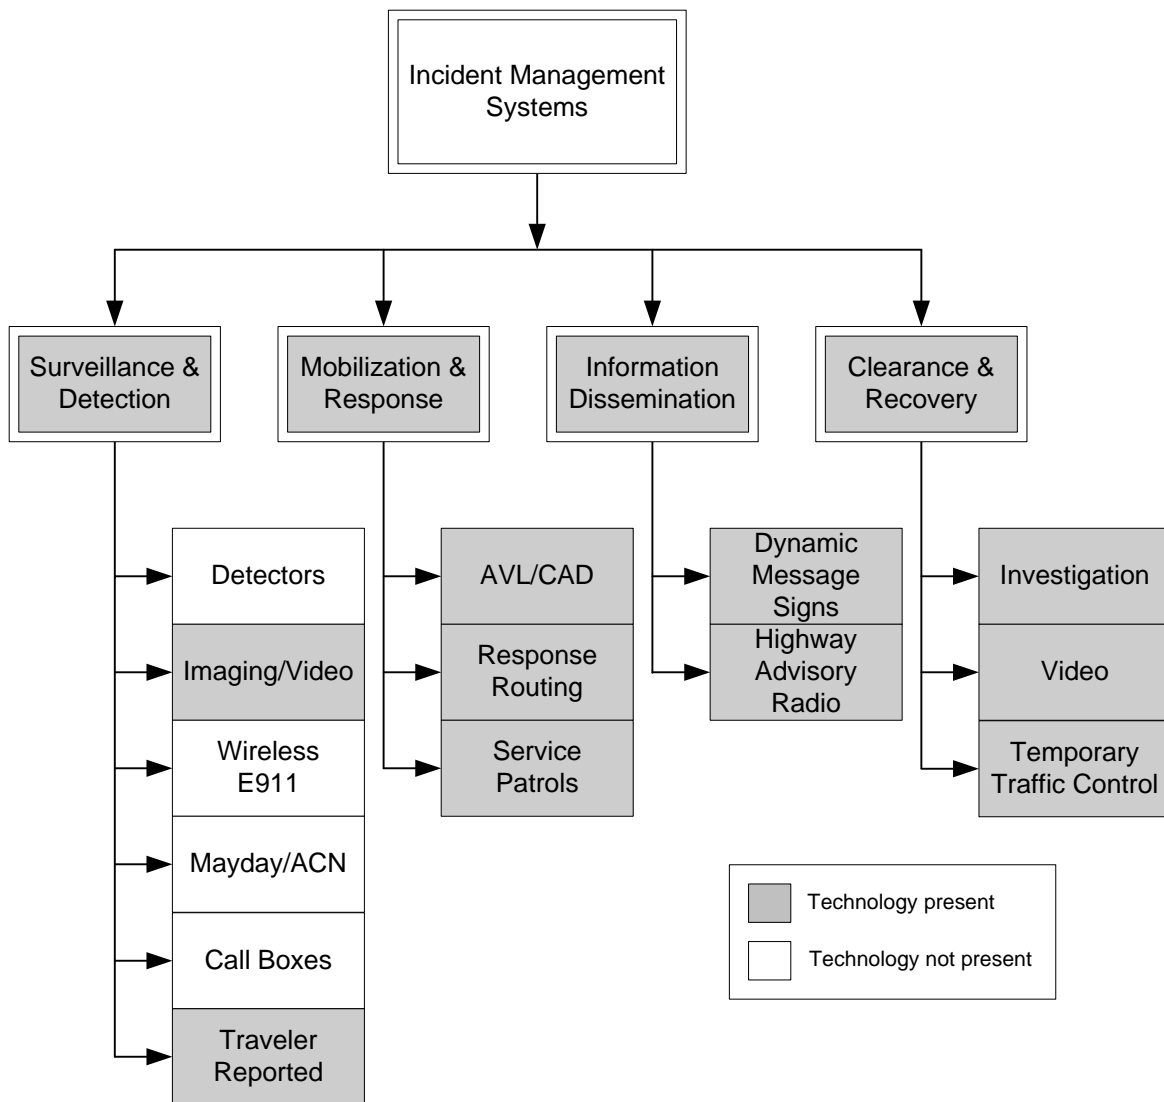 Incident Management
Systems
Surveillance &
Detection
Mobilization &
Response
Information
Dissemination
Clearance &
Recovery
Detectors
Imaging/Video
Wireless
E911
Mayday/ACN
Call Boxes
Traveler
Reported
AVL/CAD
Response
Routing
Service
Patrols
Dynamic
Message
Signs
Highway
Advisory
Radio
Investigation
Video
Temporary
Traffic Control
Technology present
Technology not present